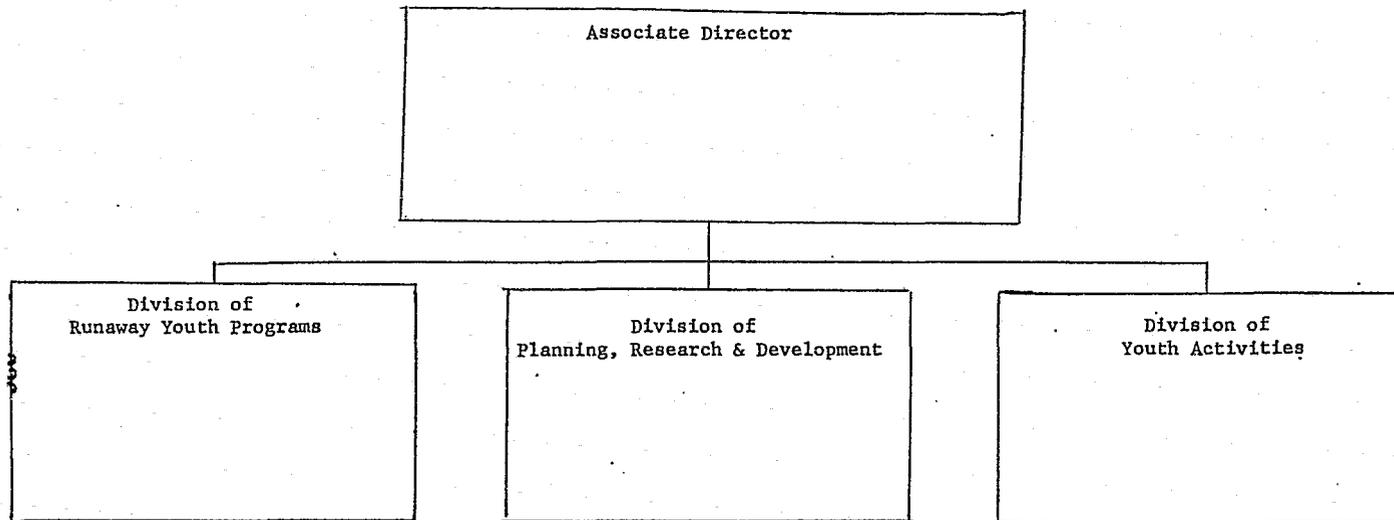 Associate Director
Division of
Runaway Youth Programs
Division of
Planning, Research & Development
Division of
Youth Activities